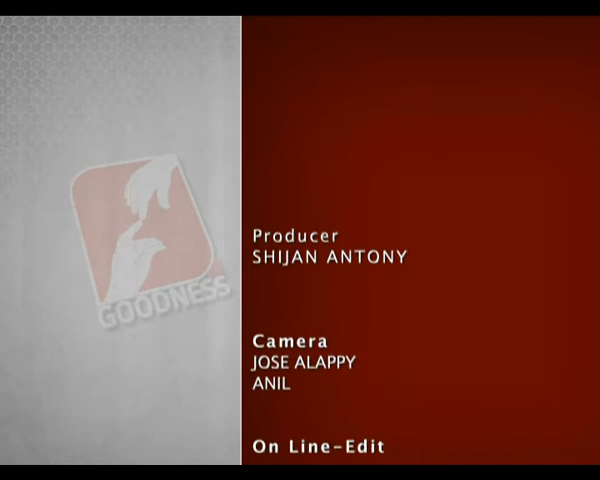 GOODNESS
Producer
SHIJAN ANTONY
Camera
JOSE ALAPPY
ANIL
On Line-Edit